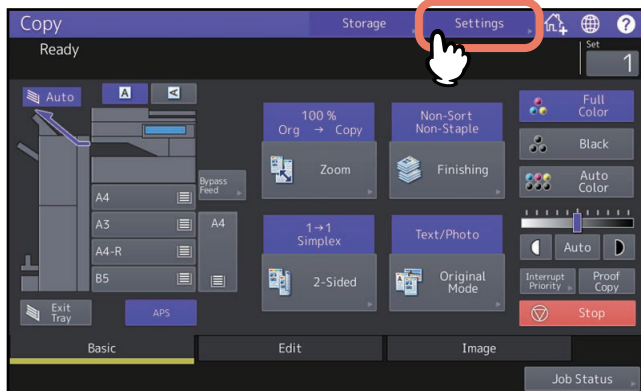 Copy
Storage
Settings
?
Ready
Set
1
Auto
A
A
100 %
Org → Copy
Non-Sort
Non-Staple
Full
Color
Zoom
Finishing
Black
Bypass
Feed
Auto
Color
A4
A3
A4
1→1
Simplex
Text/Photo
A4-R
Auto
B5
2-Sided
Original
Mode
Interrupt
Priority
Proof
Copy
Exit
Tray
APS
Stop
Basic
Edit
Image
Job Status